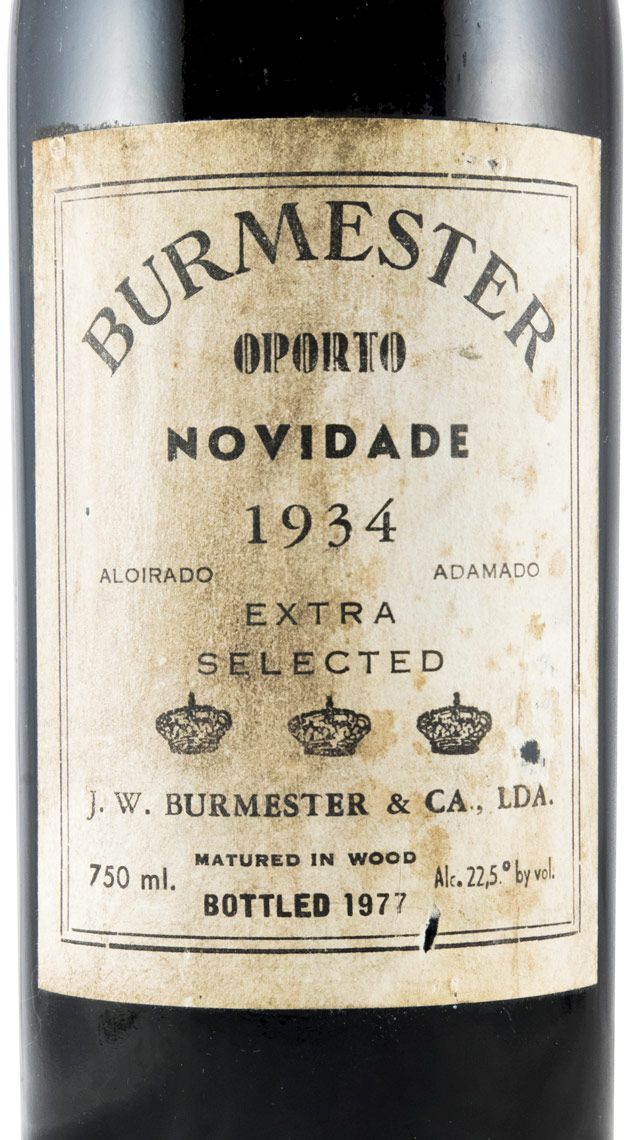 BURMESTER
OPORTO
NOVIDADE
1934
ALOIRADO ADAMADO
EXTRA
SELECTED
J. W. BURMESTER & CA., LDA.
750 ml. MATURED IN WOOD Alc. 22,5.º by vol.
BOTTLED 1977